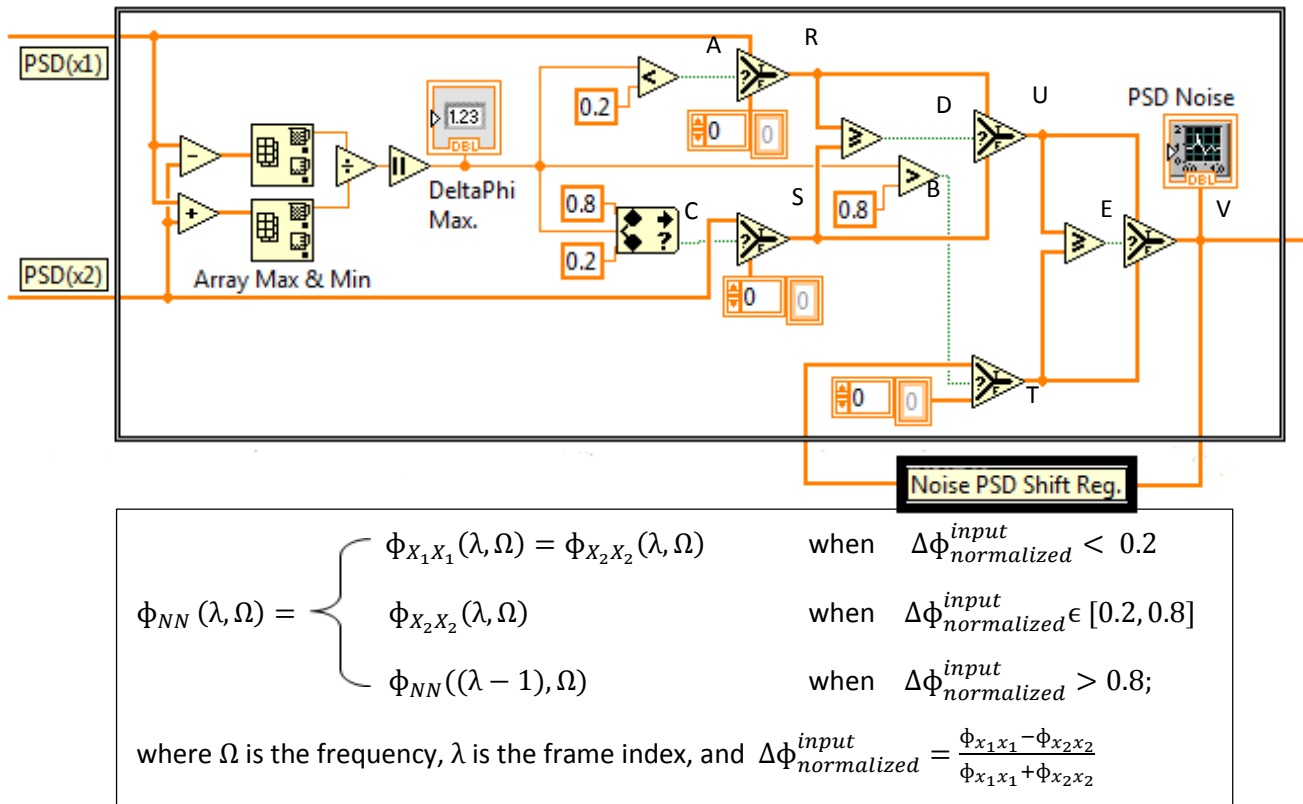 PSD(x1)
A
R
<
?
T
F
1.23
DBL
0.2
0
0
D
U
PSD Noise
?
T
F
DBL
−
÷
||
≥
>
DeltaPhi
Max.
0.8
B
0.8
+
C
?
S
?
T
F
E
V
≥
?
T
F
0.2
PSD(x2)
Array Max & Min
0
0
?
T
F
0
0
T
Noise PSD Shift Reg.
ϕ_{X₁X₁}(λ,Ω) = ϕ_{X₂X₂}(λ,Ω) when Δϕ^{input}_{normalized} < 0.2
ϕ_{NN}(λ,Ω) = { ϕ_{X₂X₂}(λ,Ω) when Δϕ^{input}_{normalized} ϵ [0.2, 0.8]
ϕ_{NN}((λ − 1),Ω) when Δϕ^{input}_{normalized} > 0.8;
where Ω is the frequency, λ is the frame index, and Δϕ^{input}_{normalized} = \frac{ϕ_{x₁x₁}−ϕ_{x₂x₂}}{ϕ_{x₁x₁}+ϕ_{x₂x₂}}